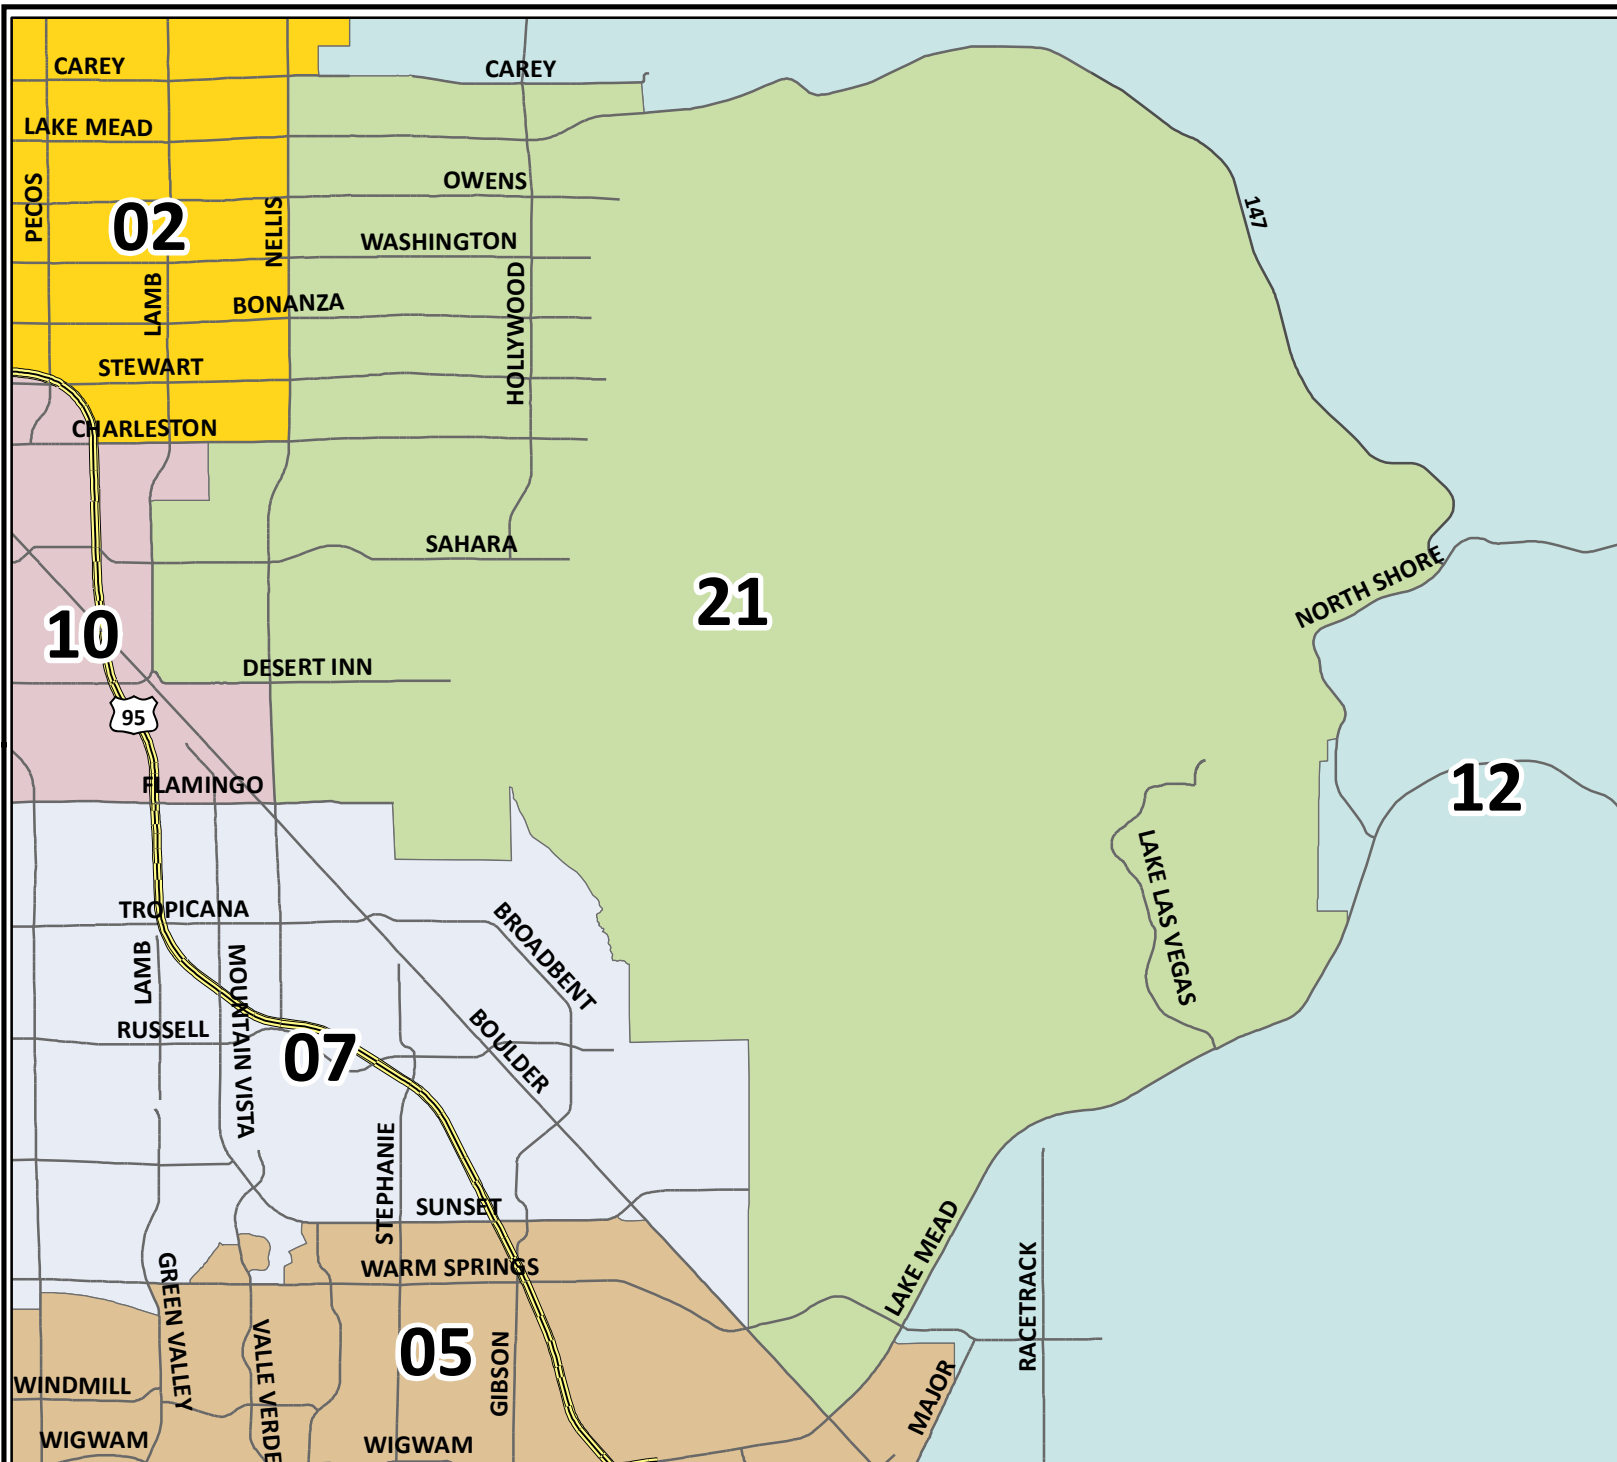 CAREY
CAREY
LAKE MEAD
PECOS
OWENS
147
02
NELLIS
WASHINGTON
LAMB
BONANZA
HOLLYWOOD
STEWART
CHARLESTON
SAHARA
NORTH SHORE
21
10
DESERT INN
95
FLAMINGO
12
LAKE LAS VEGAS
TROPICANA
BROADBENT
LAMB
MOUNTAIN VISTA
RUSSELL
BOULDER
07
STEPHANIE
SUNSET
LAKE MEAD
WARM SPRINGS
RACETRACK
GREEN VALLEY
VALLE VERDE
05
GIBSON
WINDMILL
MAJOR
WIGWAM
WIGWAM